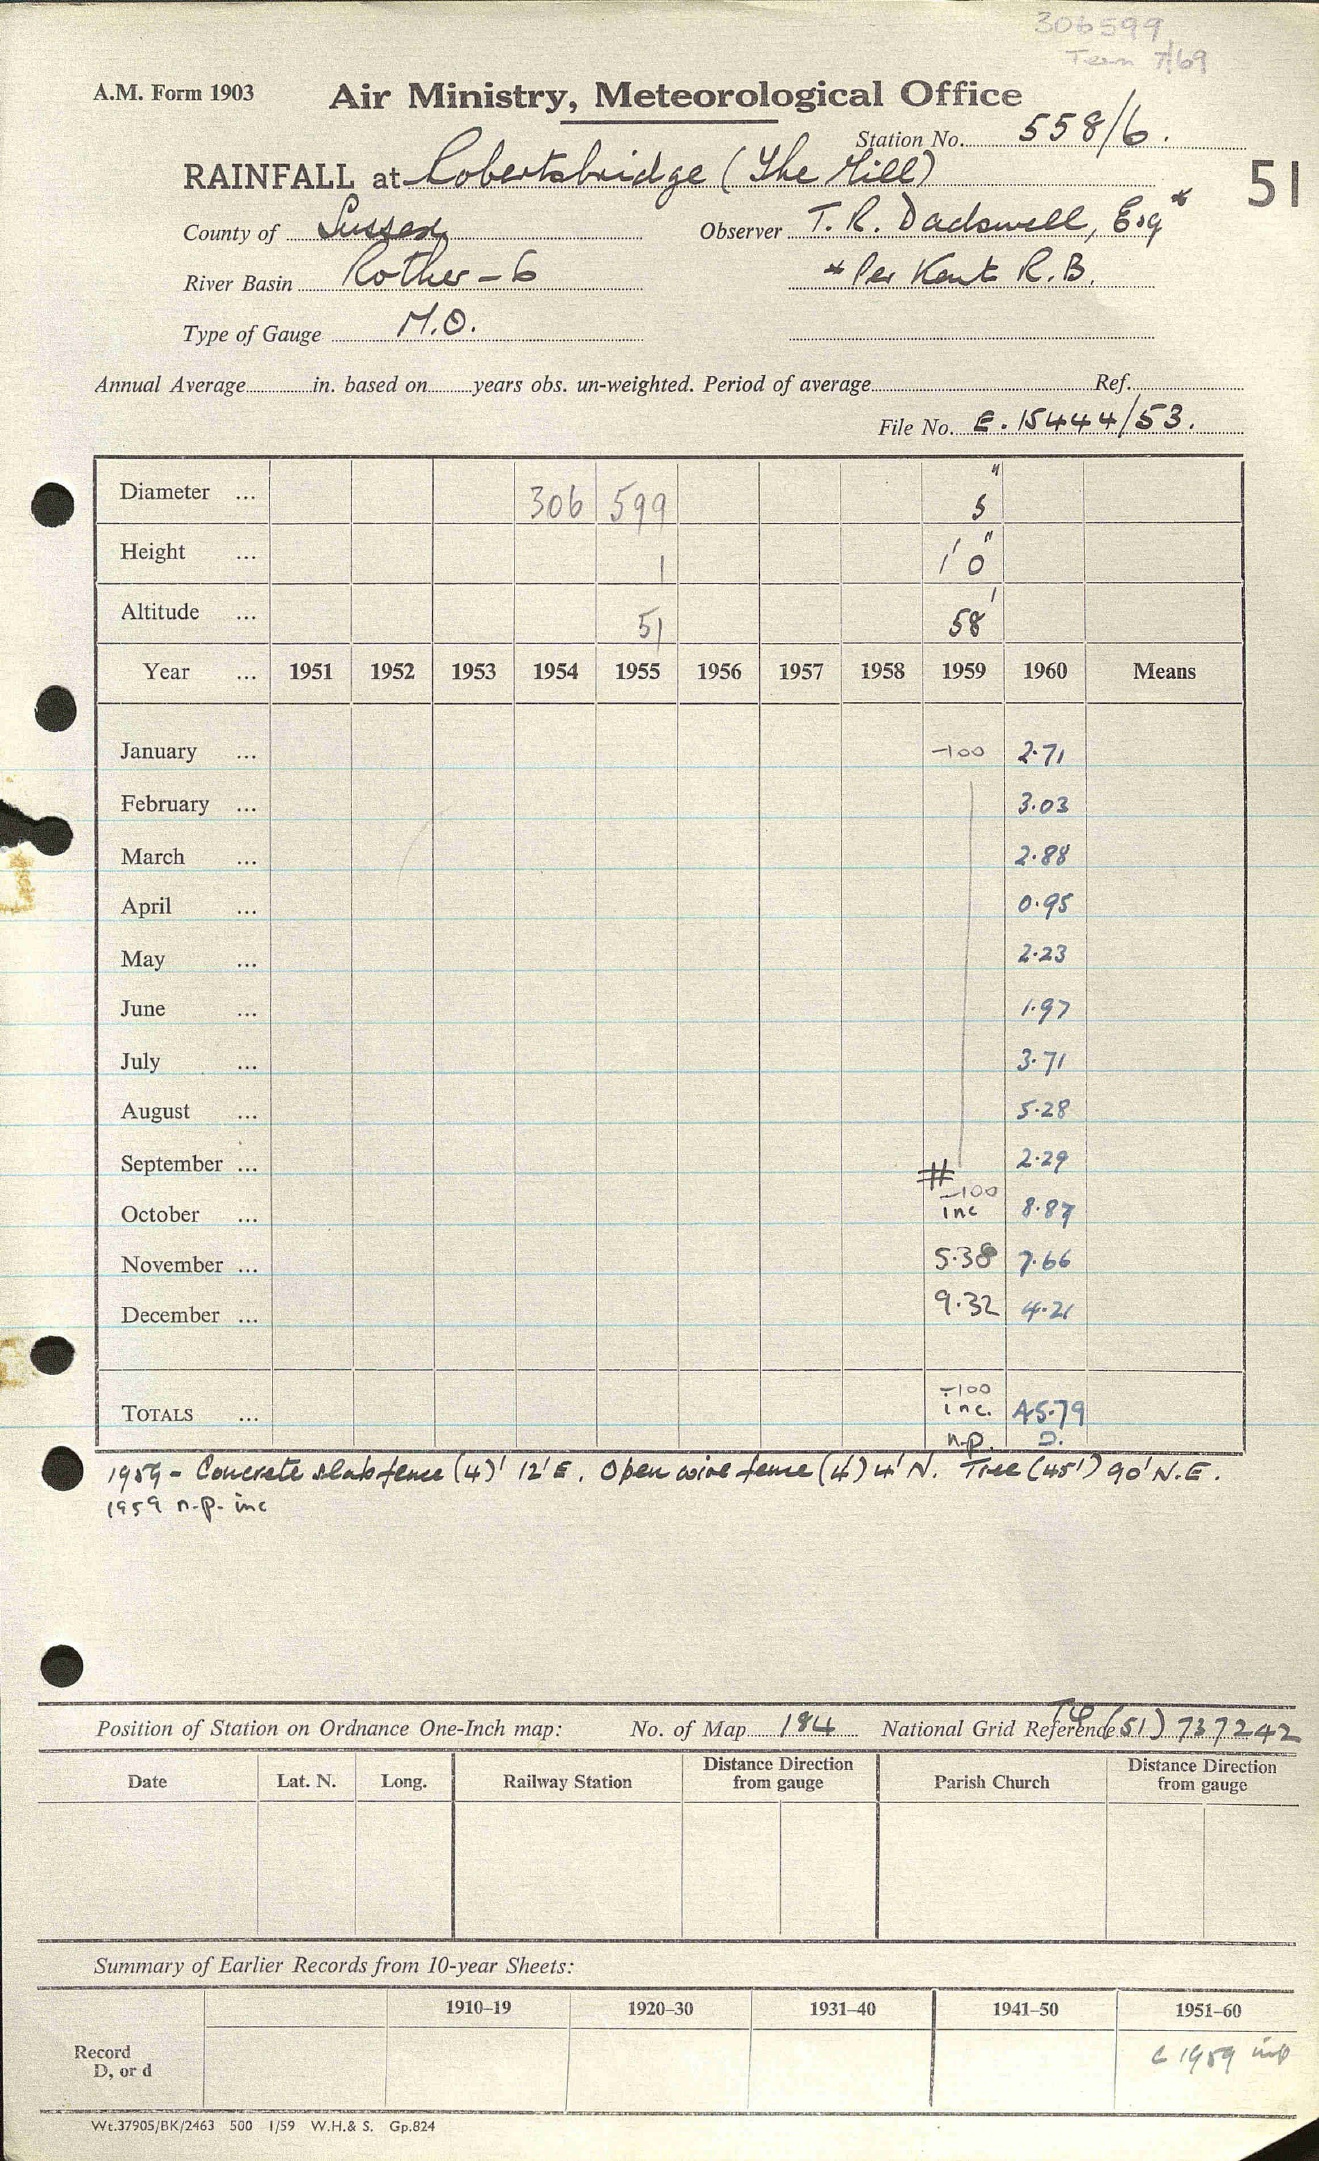 306599
7/69
A.M. Form 1903 Air Ministry, Meteorological Office
Station No. 558/6.
RAINFALL at Robertsbridge (The Mill) 51
County of Sussex Observer T. R. Dadswell, Esq *
River Basin Rother - 6 * Per Kent R.B.
Type of Gauge M.O.
Annual Average in. based on years obs. un-weighted. Period of average Ref.
File No. E. 15444/53.
Diameter ... 306 599 5"
Height ... 1 1' 0"
Altitude ... 51 58'
Year ... 1951 1952 1953 1954 1955 1956 1957 1958 1959 1960 Means
January ... -100 2.71
February ... 3.03
March ... 2.88
April ... 0.95
May ... 2.23
June ... 1.97
July ... 3.71
August ... 5.28
September ... # 2.29
October ... -100 inc 8.87
November ... 5.38 7.66
December ... 9.32 4.21
TOTALS ... -100 inc. n.p. 45.79 D.
1959 - Concrete slab fence (4)' 12' E. Open wire fence (4') 4' N. Tree (45') 90' N.E.
1959 n.p. inc
Position of Station on Ordnance One-Inch map: No. of Map 184 National Grid Reference TQ (51) 737242
Date Lat. N. Long. Railway Station Distance Direction from gauge Parish Church Distance Direction from gauge
Summary of Earlier Records from 10-year Sheets:
1910–19 1920–30 1931–40 1941–50 1951–60
Record D, or d 1959 inp
Wt.37905/BK/2463 500 1/59 W.H.& S. Gp.824